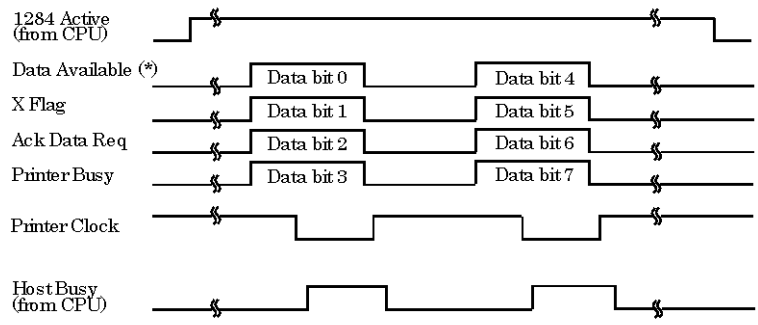 1284 Active
(from CPU)
Data Available (*)
Data bit 0
Data bit 4
X Flag
Data bit 1
Data bit 5
Ack Data Req
Data bit 2
Data bit 6
Printer Busy
Data bit 3
Data bit 7
Printer Clock
Host Busy
(from CPU)